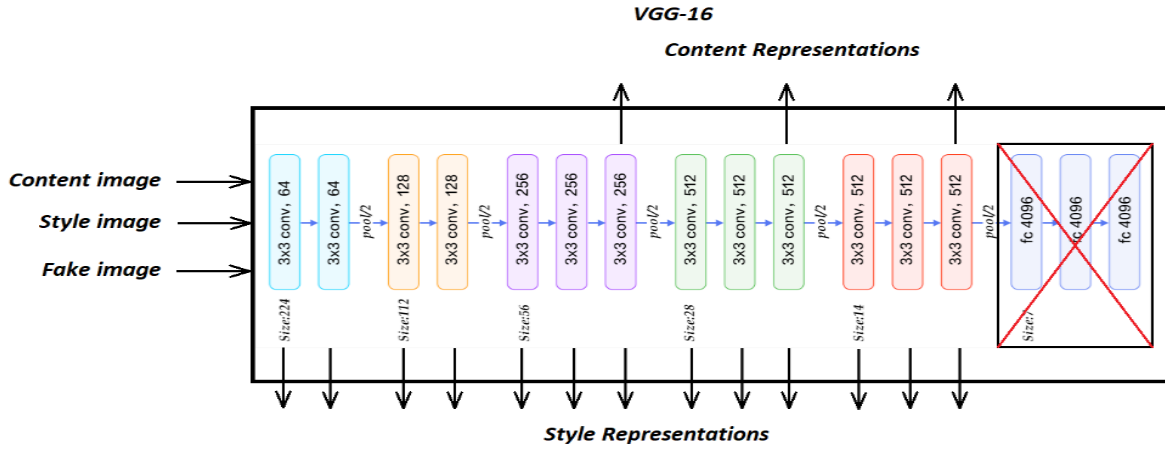 VGG-16
Content Representations
Content image
Style image
Fake image
3x3 conv, 64
3x3 conv, 64
pool/2
3x3 conv, 128
3x3 conv, 128
pool/2
3x3 conv, 256
3x3 conv, 256
3x3 conv, 256
pool/2
3x3 conv, 512
3x3 conv, 512
3x3 conv, 512
pool/2
3x3 conv, 512
3x3 conv, 512
3x3 conv, 512
pool/2
fc 4096
fc 4096
fc 4096
Size:224
Size:112
Size:56
Size:28
Size:14
Size:7
Style Representations